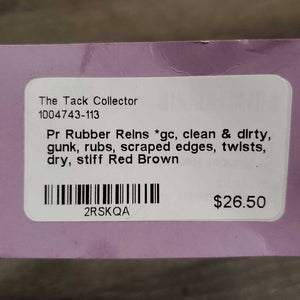 The Tack Collector
1004743-113
Pr Rubber Reins *gc, clean & dirty,
gunk, rubs, scraped edges, twists,
dry, stiff Red Brown
2RSKQA
$26.50